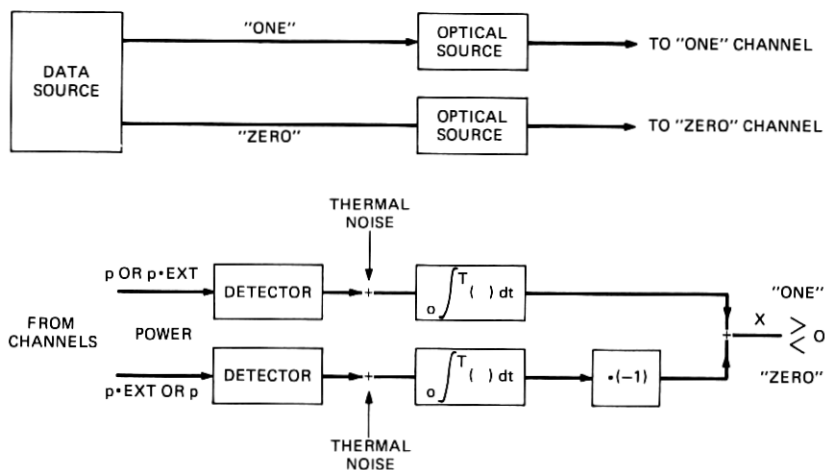 "ONE"
DATA
SOURCE
OPTICAL
SOURCE
TO "ONE" CHANNEL
"ZERO"
OPTICAL
SOURCE
TO "ZERO" CHANNEL
THERMAL
NOISE
p OR p•EXT
DETECTOR
+
o∫T ( ) dt
"ONE"
FROM
CHANNELS
POWER
+
X
≷ O
p•EXT OR p
DETECTOR
+
o∫T ( ) dt
•(-1)
"ZERO"
THERMAL
NOISE